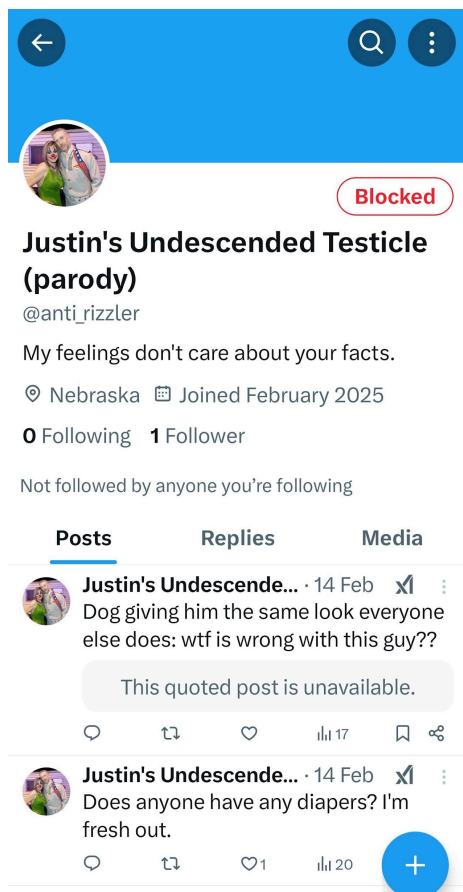 Blocked
Justin's Undescended Testicle
(parody)
@anti_rizzler
My feelings don't care about your facts.
Nebraska Joined February 2025
0 Following 1 Follower
Not followed by anyone you're following
Posts Replies Media
Justin's Undescende... · 14 Feb
Dog giving him the same look everyone
else does: wtf is wrong with this guy??
This quoted post is unavailable.
17
Justin's Undescende... · 14 Feb
Does anyone have any diapers? I'm
fresh out.
1 20